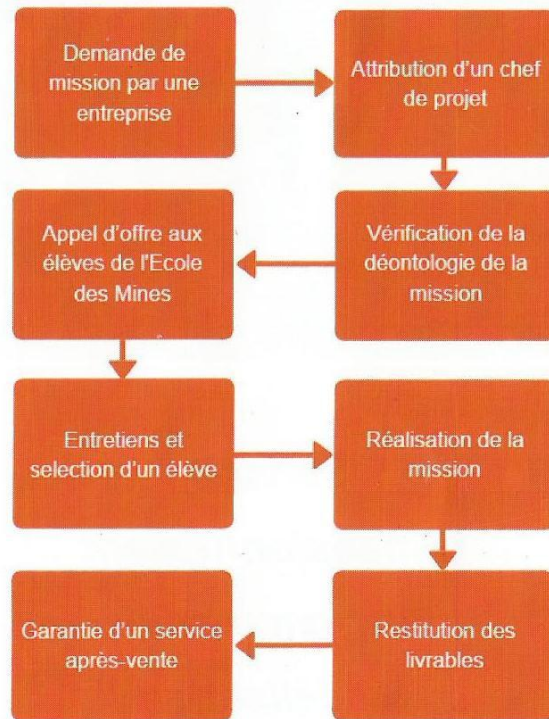 Demande de
mission par une
entreprise
Attribution d'un chef
de projet
Vérification de la
déontologie de la
mission
Appel d'offre aux
élèves de l'Ecole
des Mines
Entretiens et
selection d'un élève
Réalisation de la
mission
Restitution des
livrables
Garantie d'un service
après-vente